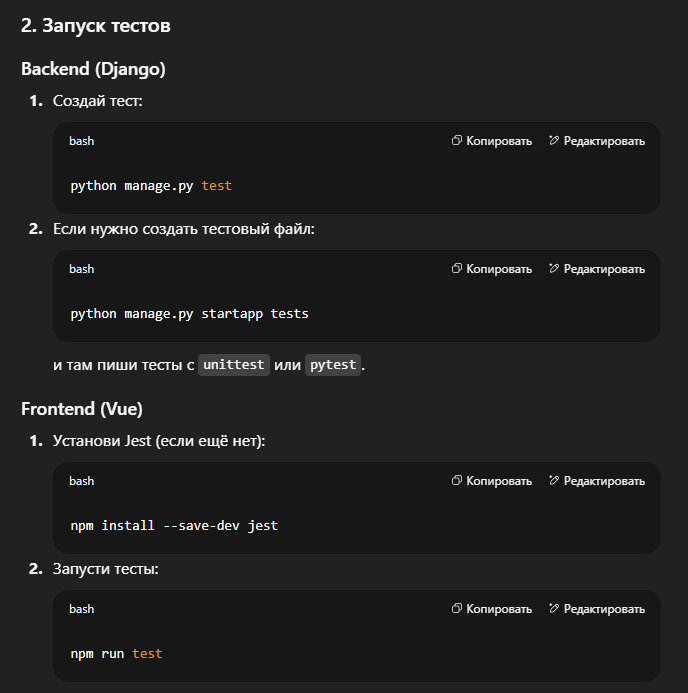 2. Запуск тестов
Backend (Django)
1. Создай тест:
bash
Копировать
Редактировать
python manage.py test
2. Если нужно создать тестовый файл:
bash
Копировать
Редактировать
python manage.py startapp tests
и там пиши тесты с unittest или pytest.
Frontend (Vue)
1. Установи Jest (если ещё нет):
bash
Копировать
Редактировать
npm install --save-dev jest
2. Запусти тесты:
bash
Копировать
Редактировать
npm run test